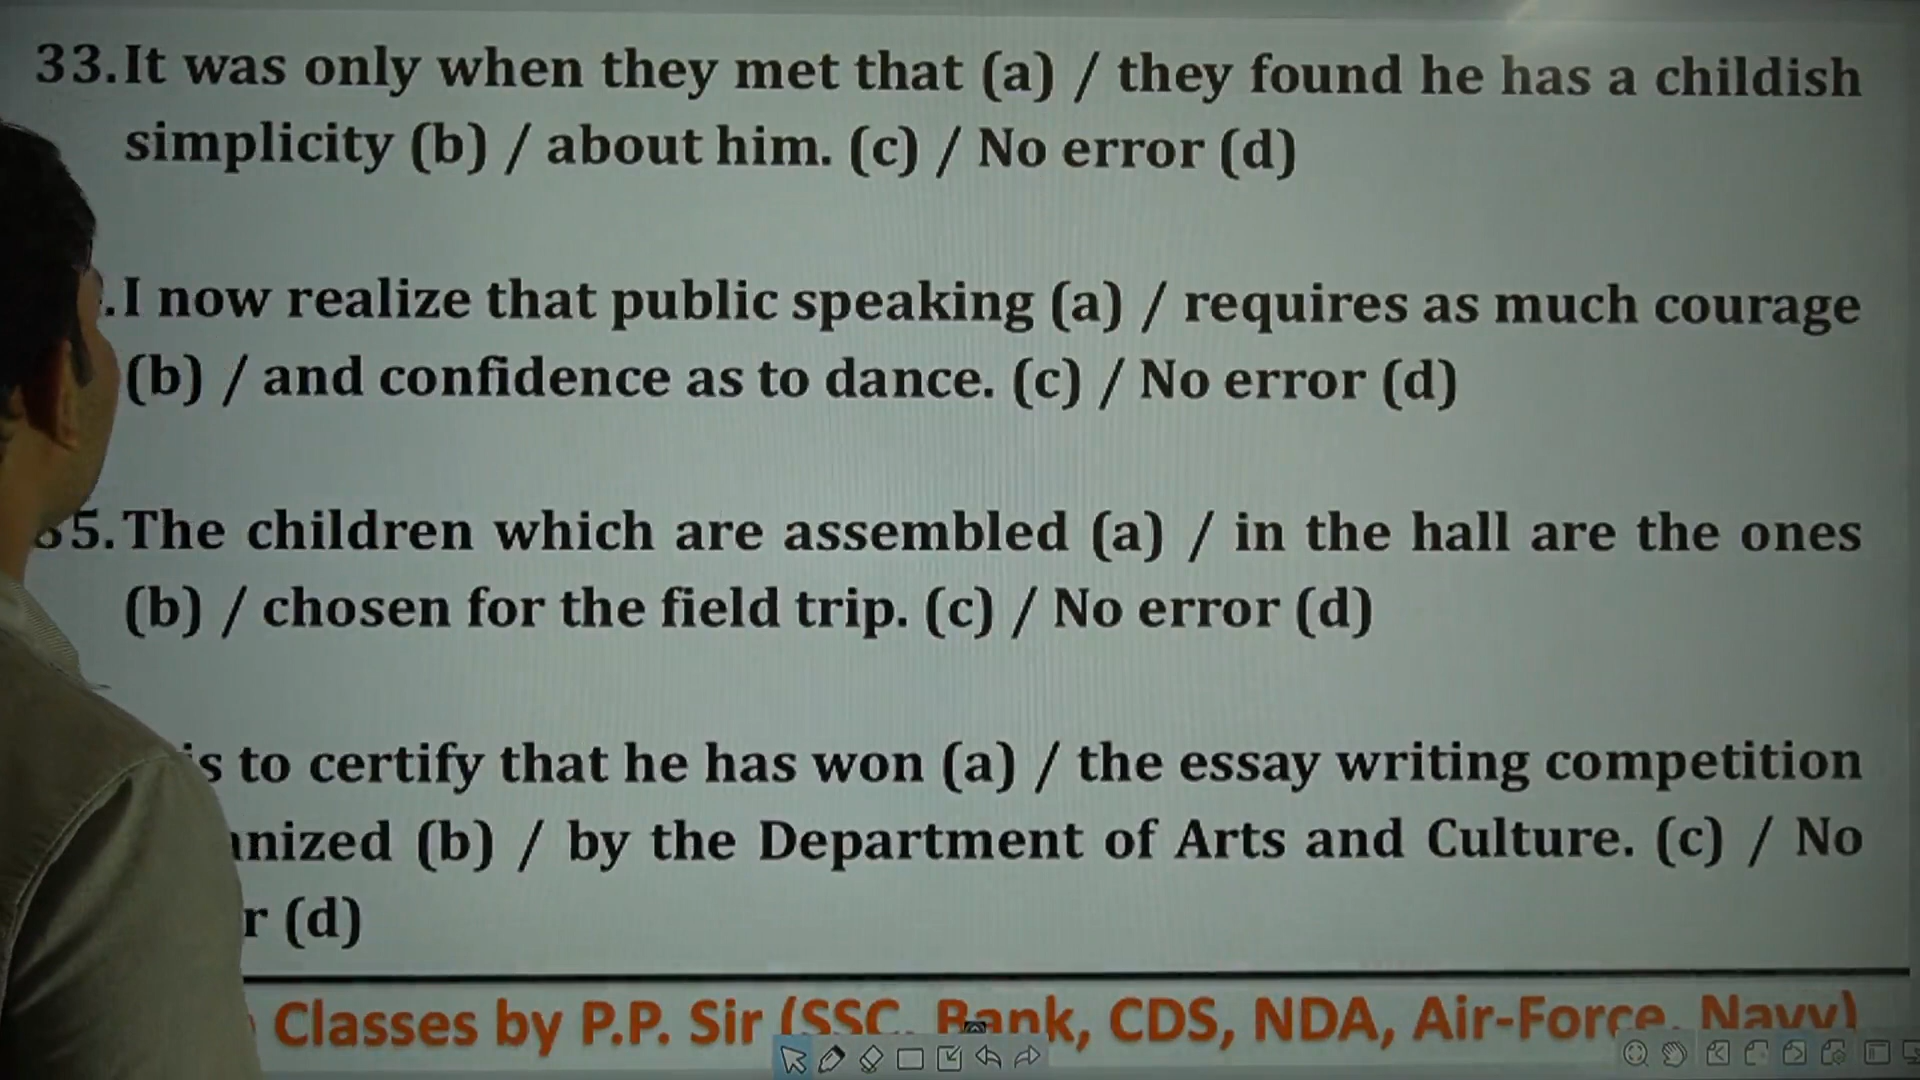 33. It was only when they met that (a) / they found he has a childish
simplicity (b) / about him. (c) / No error (d)
. I now realize that public speaking (a) / requires as much courage
(b) / and confidence as to dance. (c) / No error (d)
35. The children which are assembled (a) / in the hall are the ones
(b) / chosen for the field trip. (c) / No error (d)
is to certify that he has won (a) / the essay writing competition
(b) / by the Department of Arts and Culture. (c) / No
(d)
Classes by P.P. Sir (SSC, Bank, CDS, NDA, Air-Force, Navy)